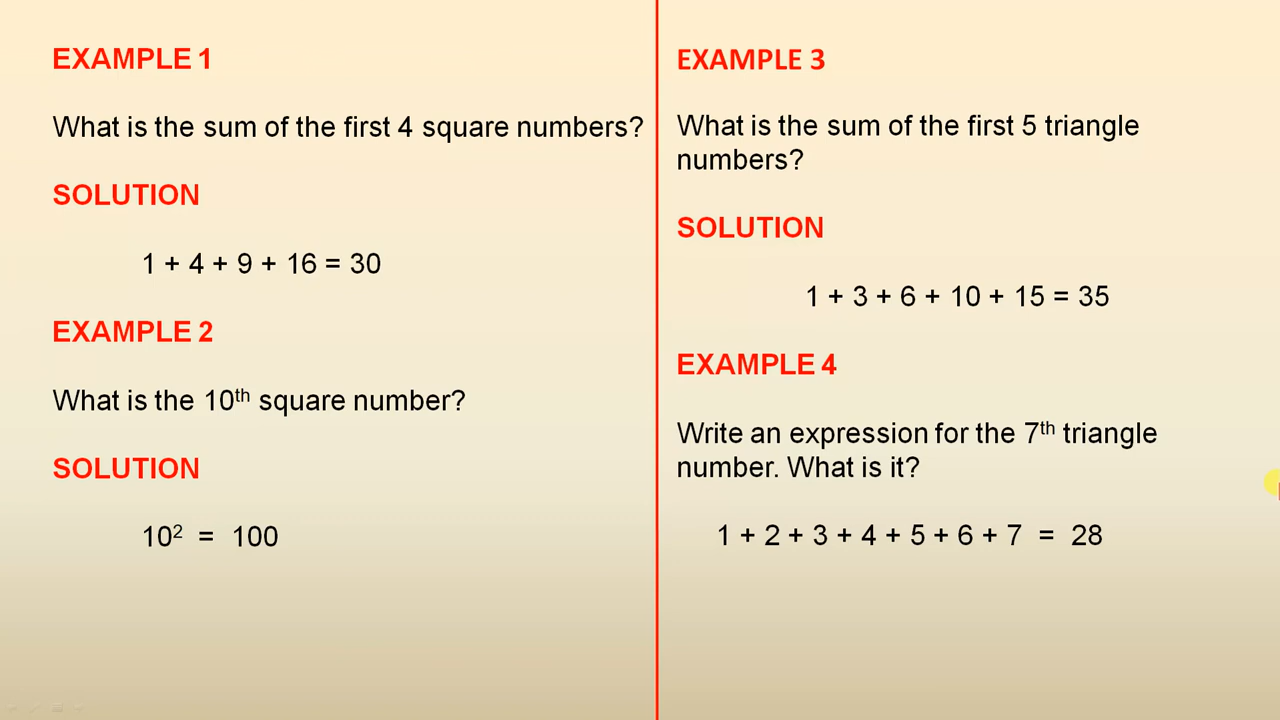 EXAMPLE 1
What is the sum of the first 4 square numbers?
SOLUTION
1 + 4 + 9 + 16 = 30
EXAMPLE 2
What is the 10th square number?
SOLUTION
10² = 100
EXAMPLE 3
What is the sum of the first 5 triangle
numbers?
SOLUTION
1 + 3 + 6 + 10 + 15 = 35
EXAMPLE 4
Write an expression for the 7th triangle
number. What is it?
1 + 2 + 3 + 4 + 5 + 6 + 7 = 28